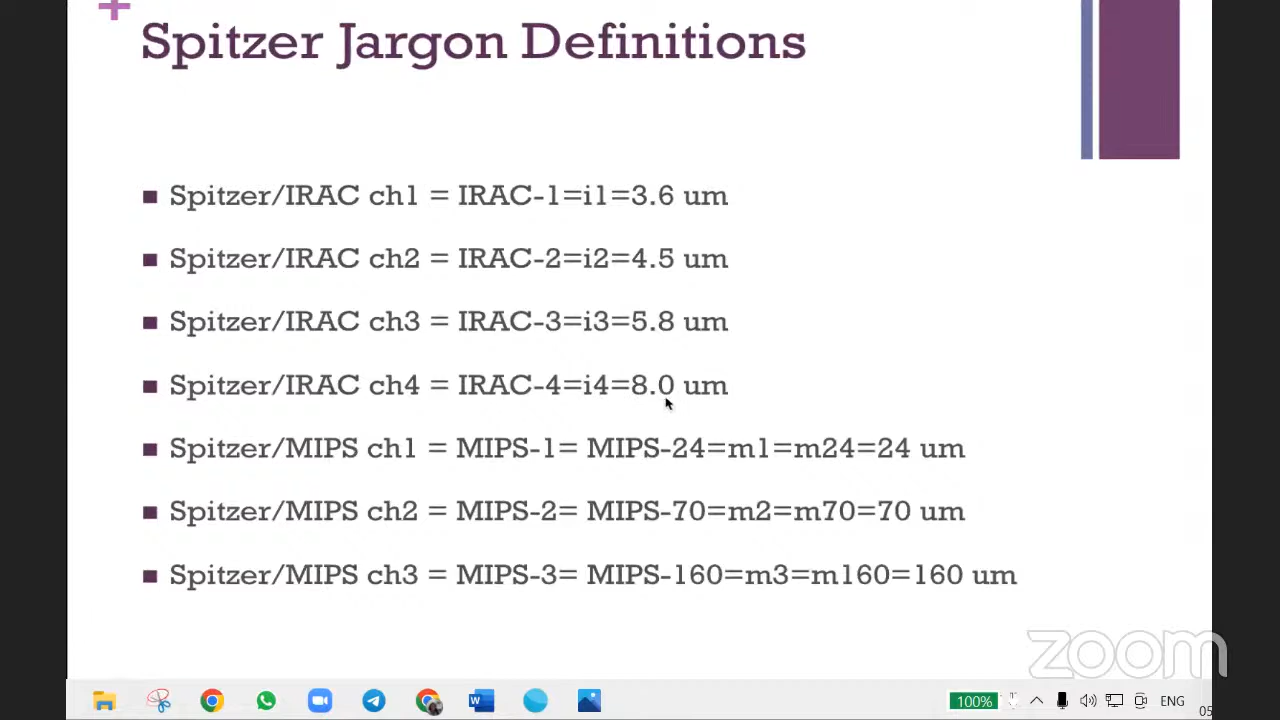 Spitzer Jargon Definitions
Spitzer/IRAC ch1 = IRAC-1=i1=3.6 um
Spitzer/IRAC ch2 = IRAC-2=i2=4.5 um
Spitzer/IRAC ch3 = IRAC-3=i3=5.8 um
Spitzer/IRAC ch4 = IRAC-4=i4=8.0 um
Spitzer/MIPS ch1 = MIPS-1= MIPS-24=m1=m24=24 um
Spitzer/MIPS ch2 = MIPS-2= MIPS-70=m2=m70=70 um
Spitzer/MIPS ch3 = MIPS-3= MIPS-160=m3=m160=160 um
zoom
W
100%
ENG
05